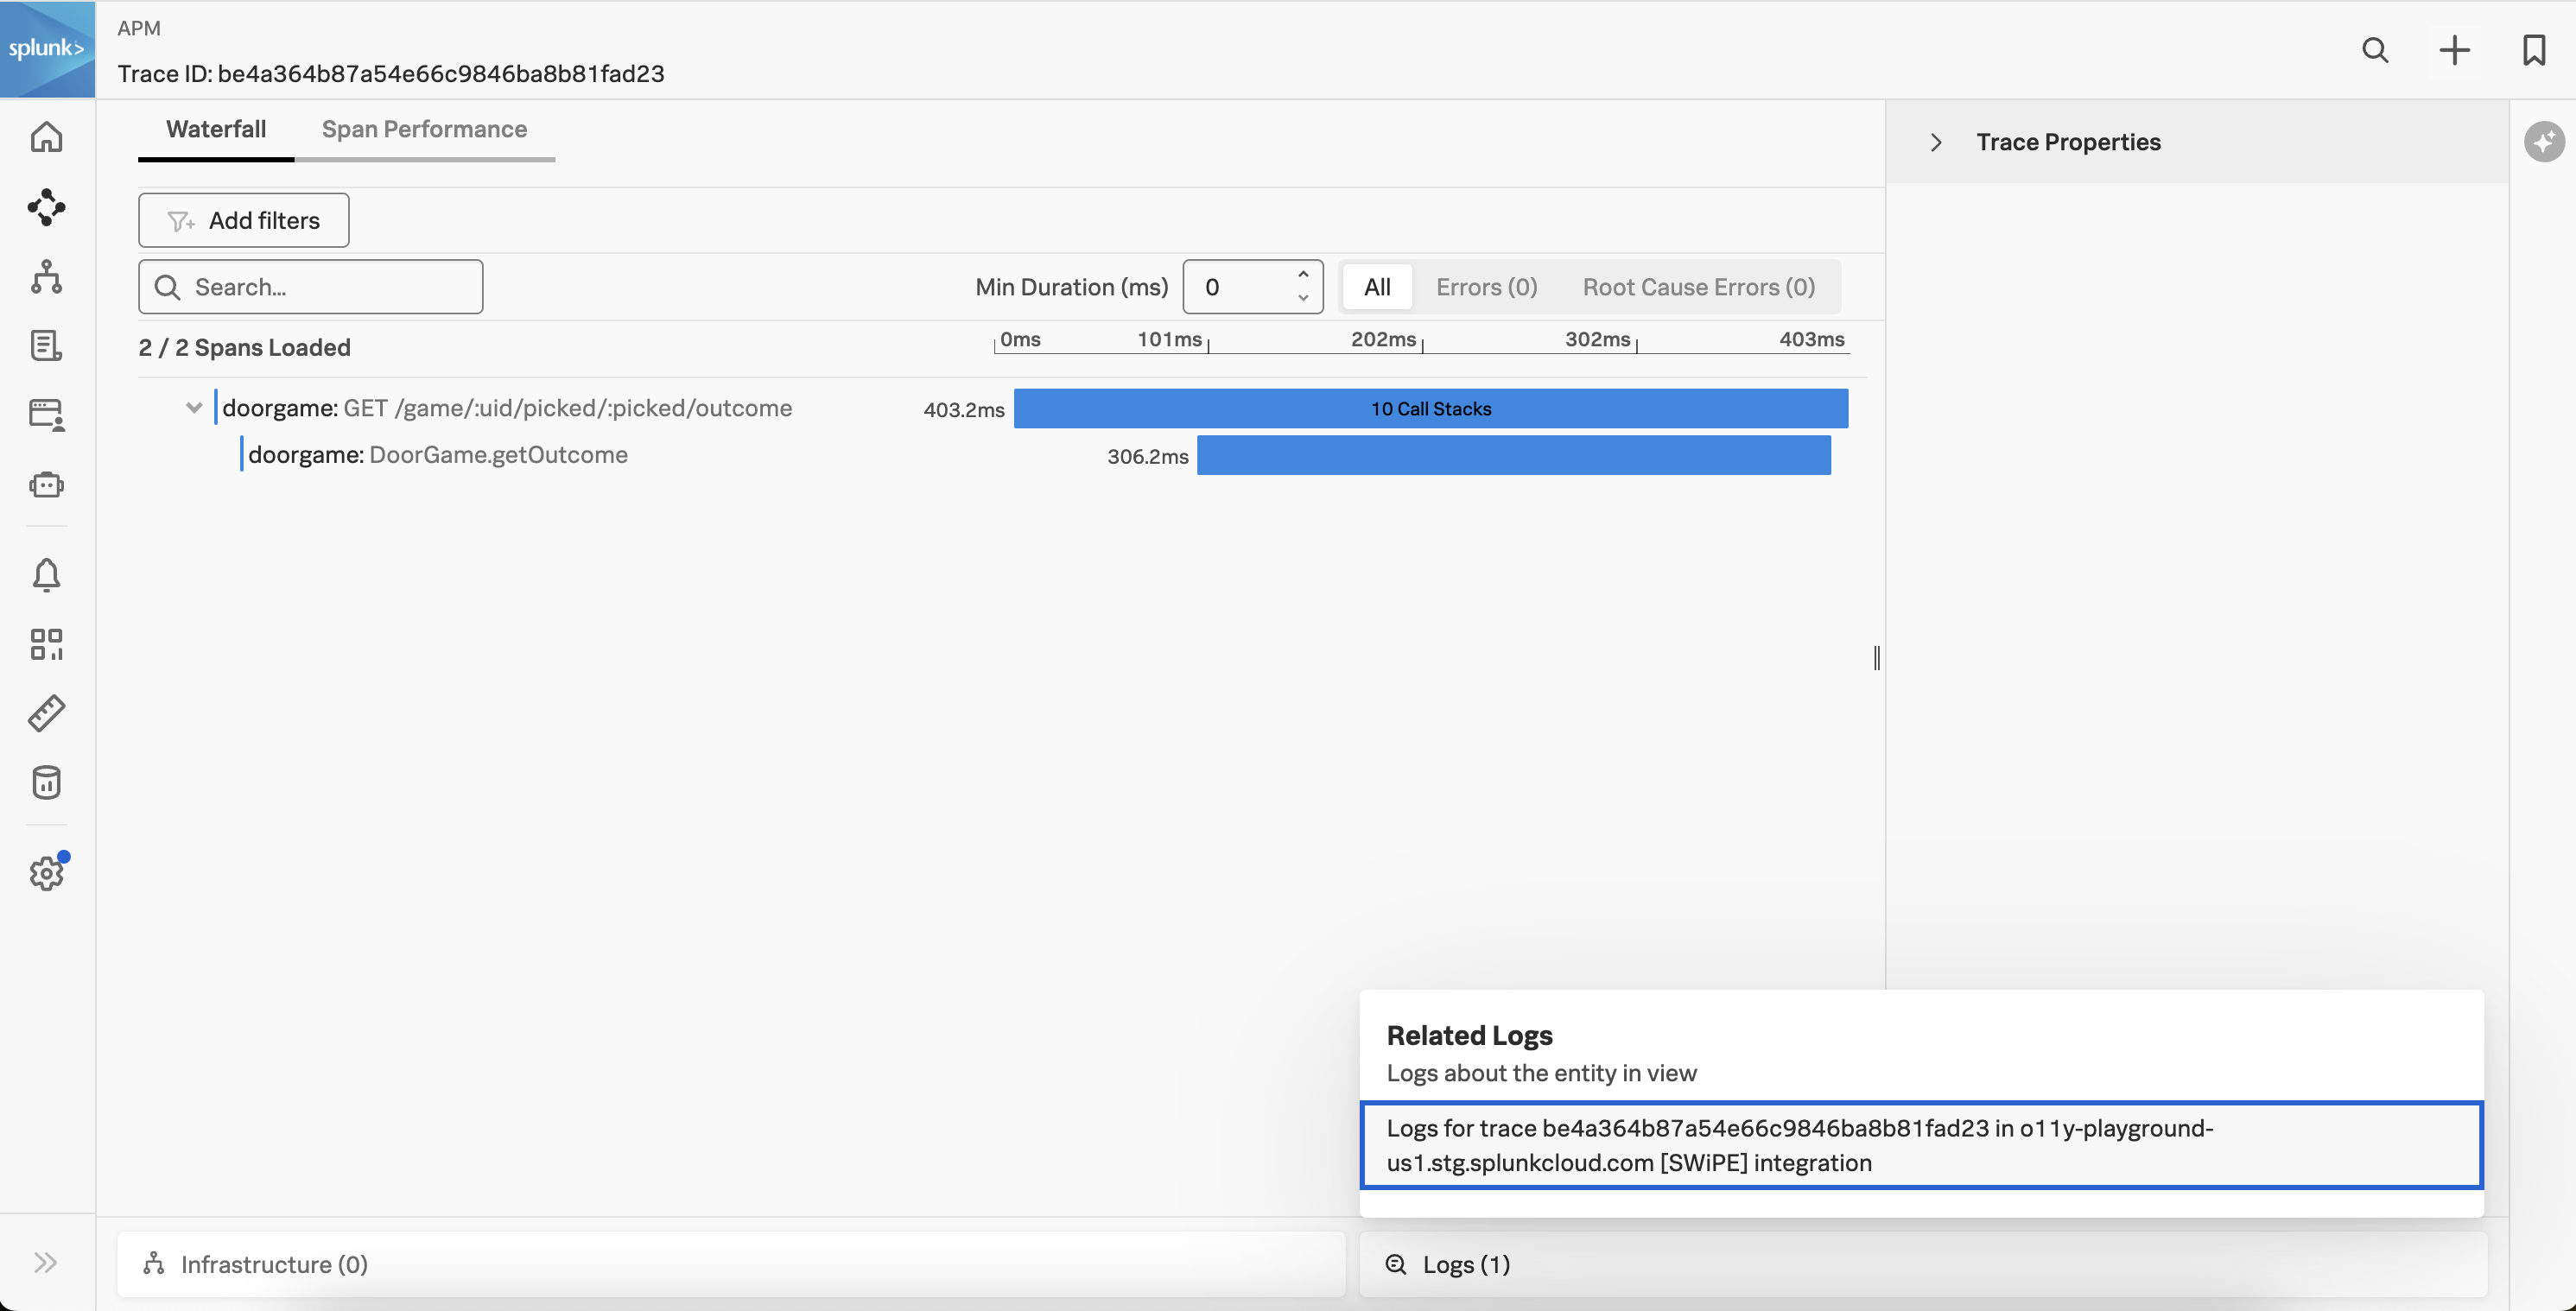 splunk>
APM
Trace ID: be4a364b87a54e66c9846ba8b81fad23
Waterfall
Span Performance
Trace Properties
Add filters
Search...
Min Duration (ms)
0
All
Errors (0)
Root Cause Errors (0)
2 / 2 Spans Loaded
0ms
101ms
202ms
302ms
403ms
doorgame: GET /game/:uid/picked/:picked/outcome
403.2ms
10 Call Stacks
doorgame: DoorGame.getOutcome
306.2ms
Related Logs
Logs about the entity in view
Logs for trace be4a364b87a54e66c9846ba8b81fad23 in o11y-playground-
us1.stg.splunkcloud.com [SWiPE] integration
Infrastructure (0)
Logs (1)